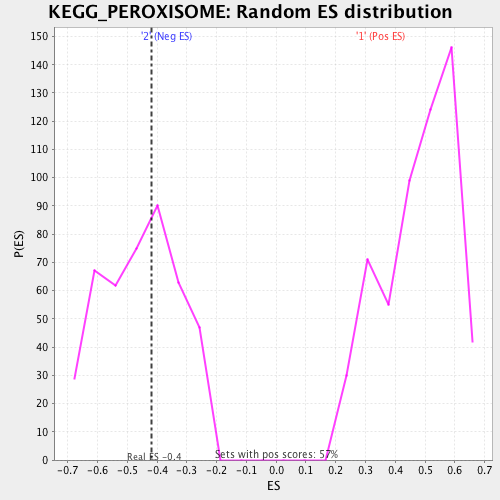 KEGG_PEROXISOME: Random ES distribution
'2' (Neg ES)
'1' (Pos ES)
150
140
130
120
110
100
90
80
70
60
50
40
30
20
10
0
P(ES)
Real ES -0.4
Sets with pos scores: 57%
-0.7 -0.6 -0.5 -0.4 -0.3 -0.2 -0.1 0.0 0.1 0.2 0.3 0.4 0.5 0.6 0.7
ES